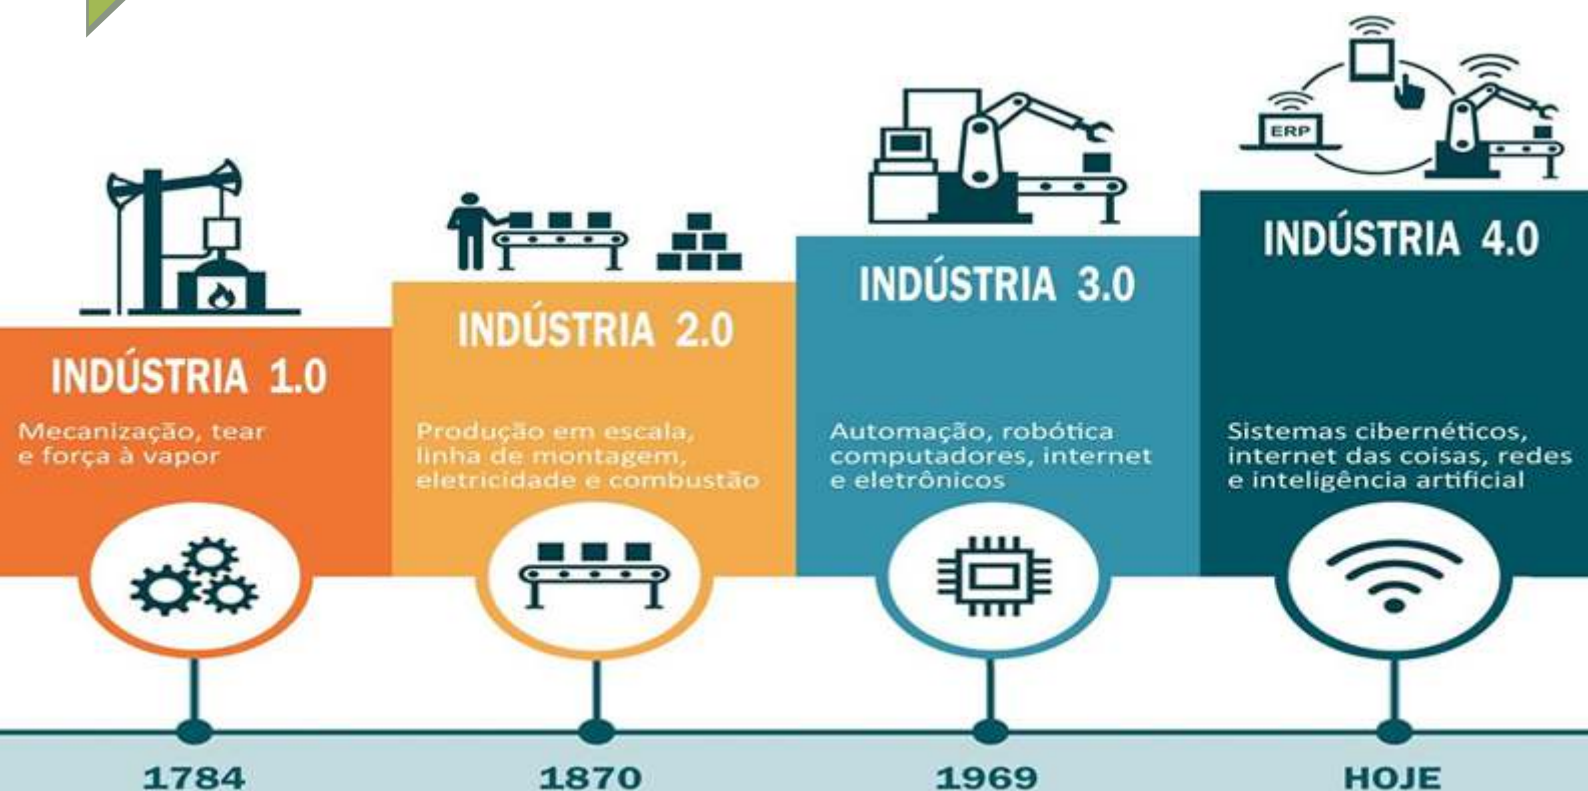 INDÚSTRIA 1.0
Mecanização, tear
e força à vapor
1784
INDÚSTRIA 2.0
Produção em escala,
linha de montagem,
eletricidade e combustão
1870
INDÚSTRIA 3.0
Automação, robótica
computadores, internet
e eletrônicos
1969
ERP
INDÚSTRIA 4.0
Sistemas cibernéticos,
internet das coisas, redes
e inteligência artificial
HOJE